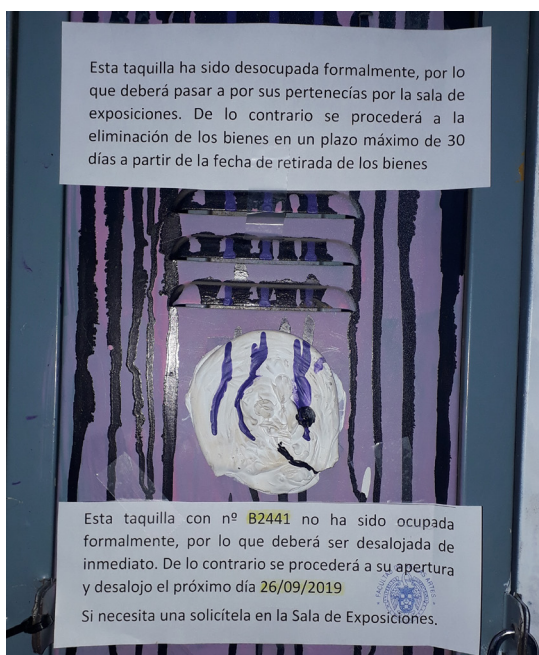 Esta taquilla ha sido desocupada formalmente, por lo
que deberá pasar a por sus pertenecías por la sala de
exposiciones. De lo contrario se procederá a la
eliminación de los bienes en un plazo máximo de 30
días a partir de la fecha de retirada de los bienes
Esta taquilla con nº B2441 no ha sido ocupada
formalmente, por lo que deberá ser desalojada de
inmediato. De lo contrario se procederá a su apertura
y desalojo el próximo día 26/09/2019
Si necesita una solicítela en la Sala de Exposiciones.